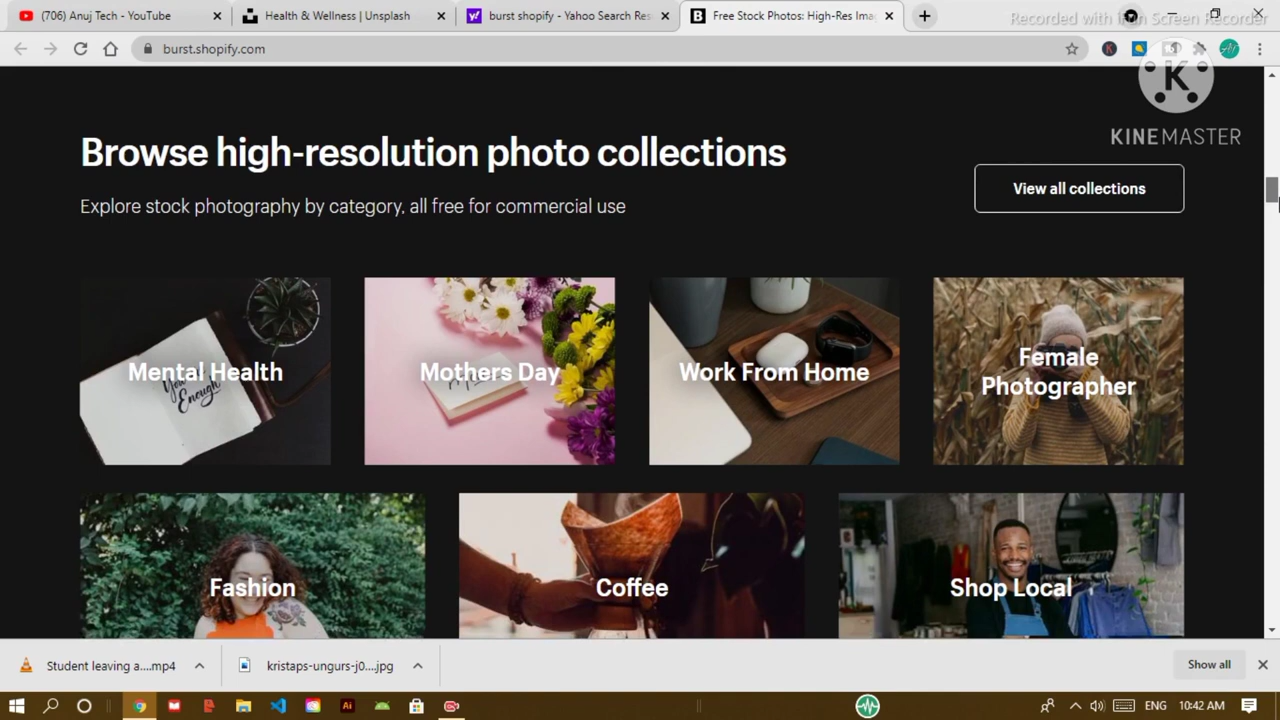 (706) Anuj Tech - YouTube
Health & Wellness | Unsplash
burst shopify - Yahoo Search Res
Free Stock Photos: High-Res Ima
Recorded with Screen Recorder
burst.shopify.com
KINEMASTER
Browse high-resolution photo collections
View all collections
Explore stock photography by category, all free for commercial use
Mental Health
Mothers Day
Work From Home
Female
Photographer
You
Enough
Fashion
Coffee
Shop Local
Student leaving a....mp4
kristaps-ungurs-j0....jpg
Show all
Ai
ENG
10:42 AM